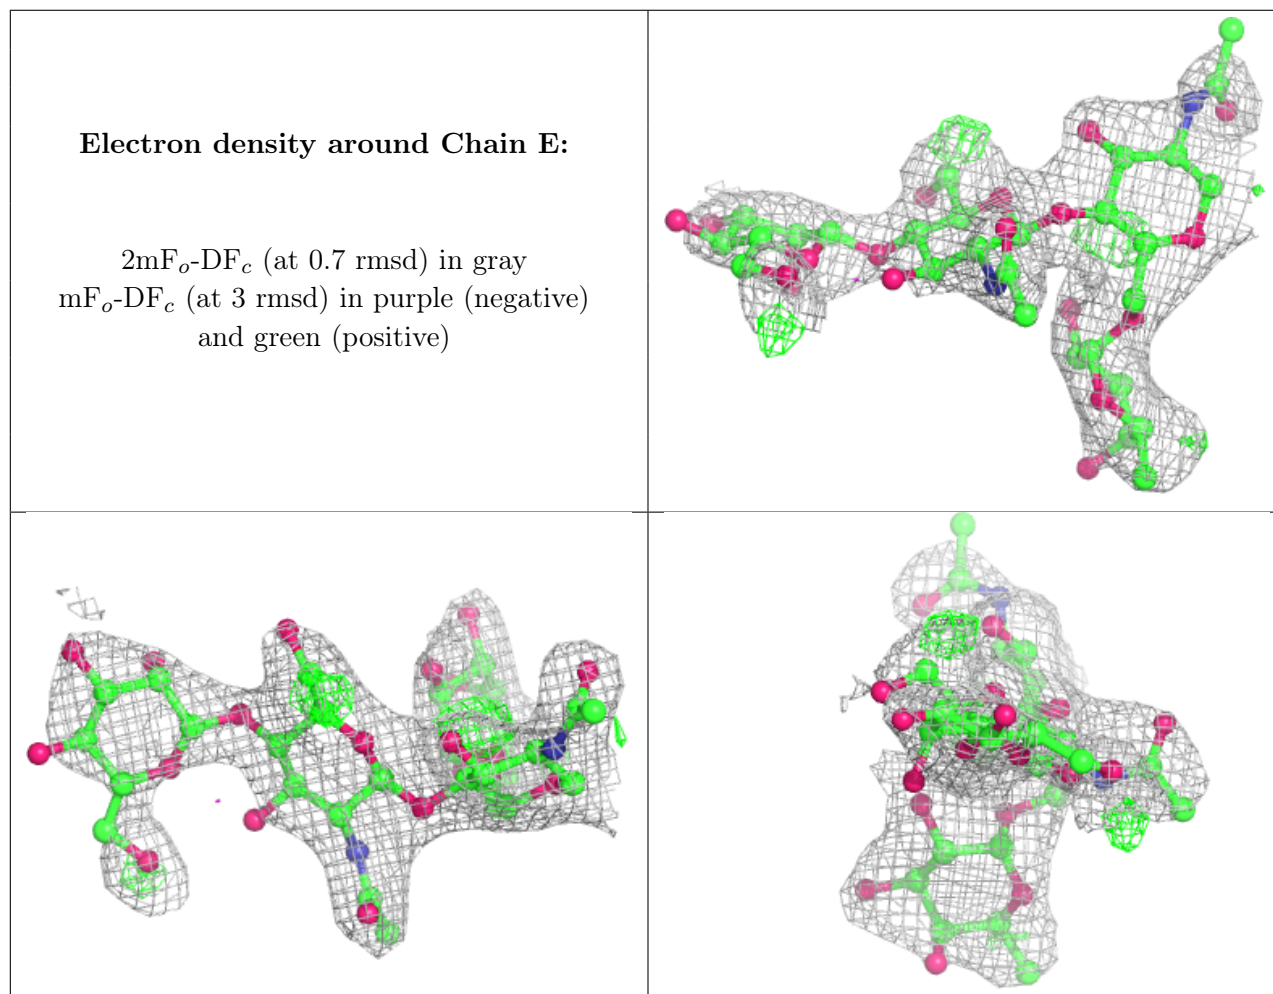 Electron density around Chain E:
2mFo-DFc (at 0.7 rmsd) in gray
mFo-DFc (at 3 rmsd) in purple (negative)
and green (positive)